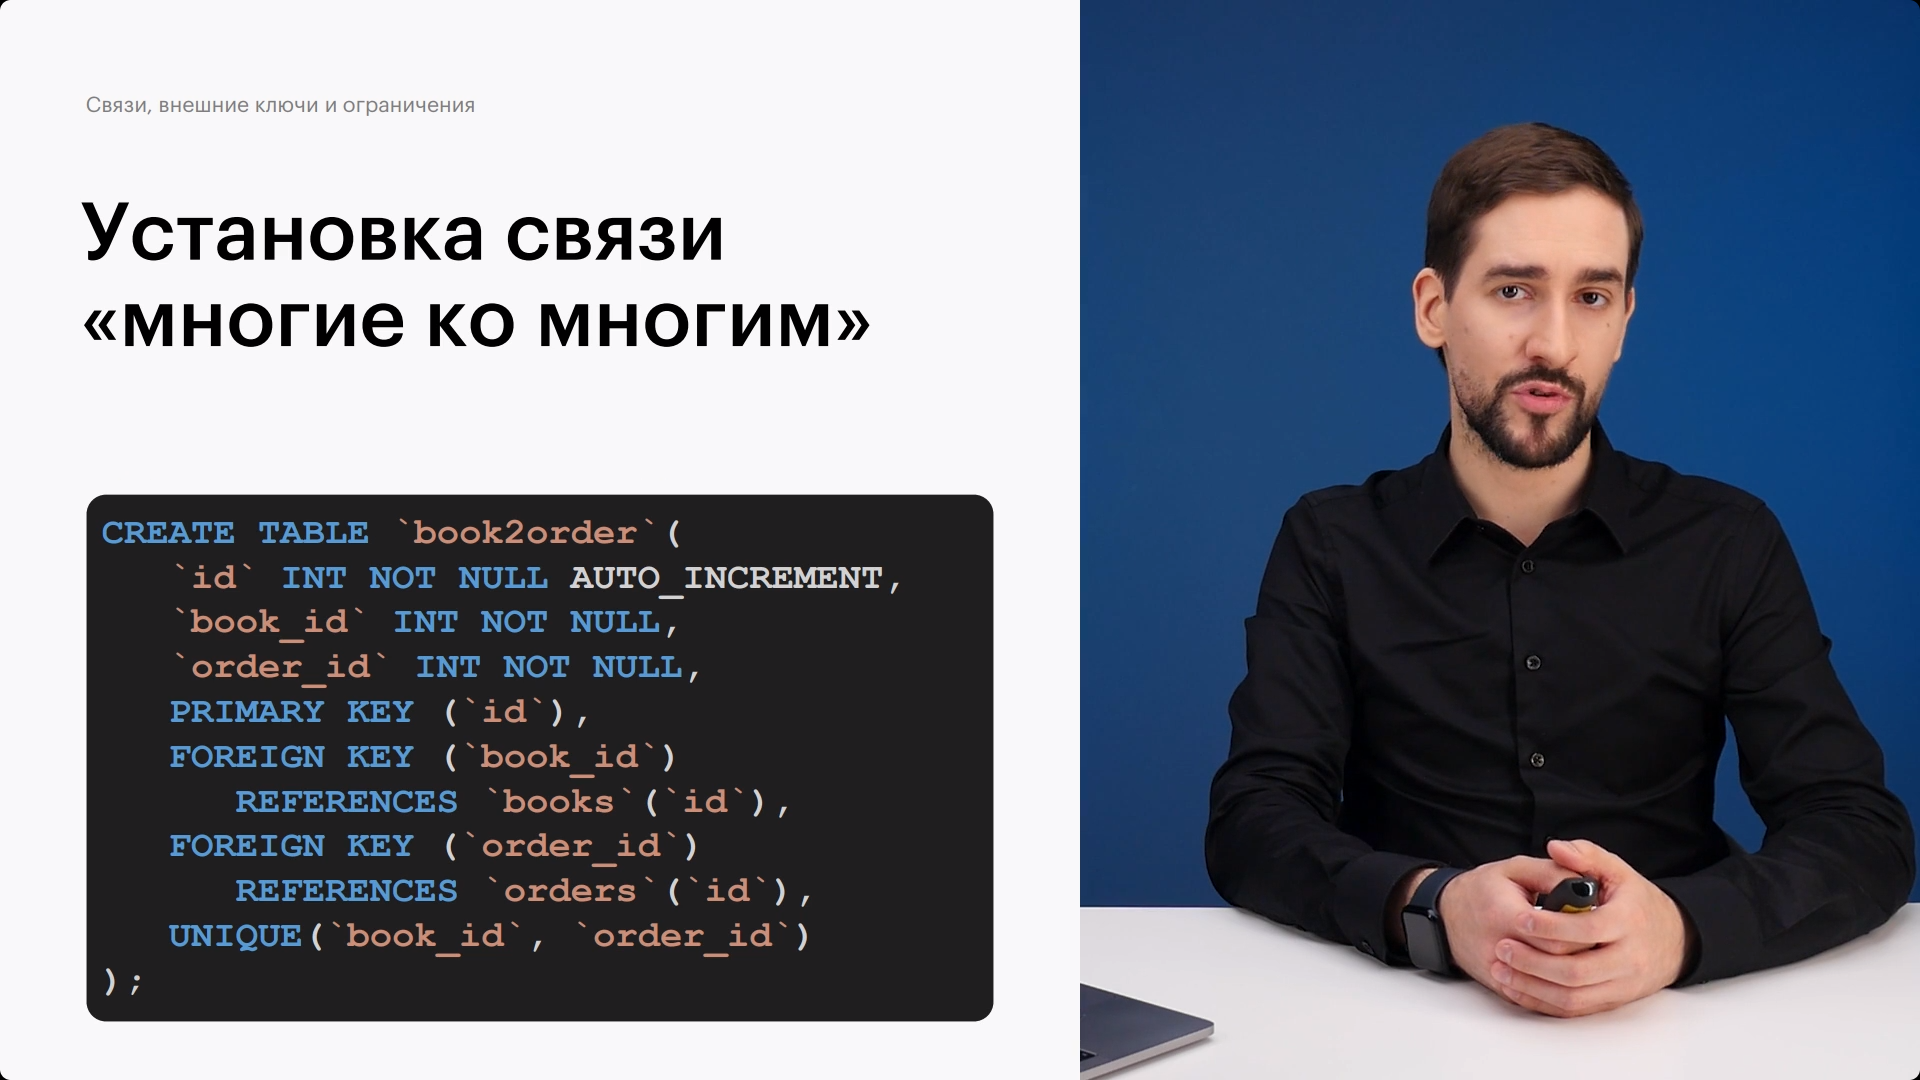 Связи, внешние ключи и ограничения
Установка связи
«многие ко многим»
CREATE TABLE `book2order`(
`id` INT NOT NULL AUTO_INCREMENT,
`book_id` INT NOT NULL,
`order_id` INT NOT NULL,
PRIMARY KEY (`id`),
FOREIGN KEY (`book_id`)
REFERENCES `books`(`id`),
FOREIGN KEY (`order_id`)
REFERENCES `orders`(`id`),
UNIQUE(`book_id`, `order_id`)
);